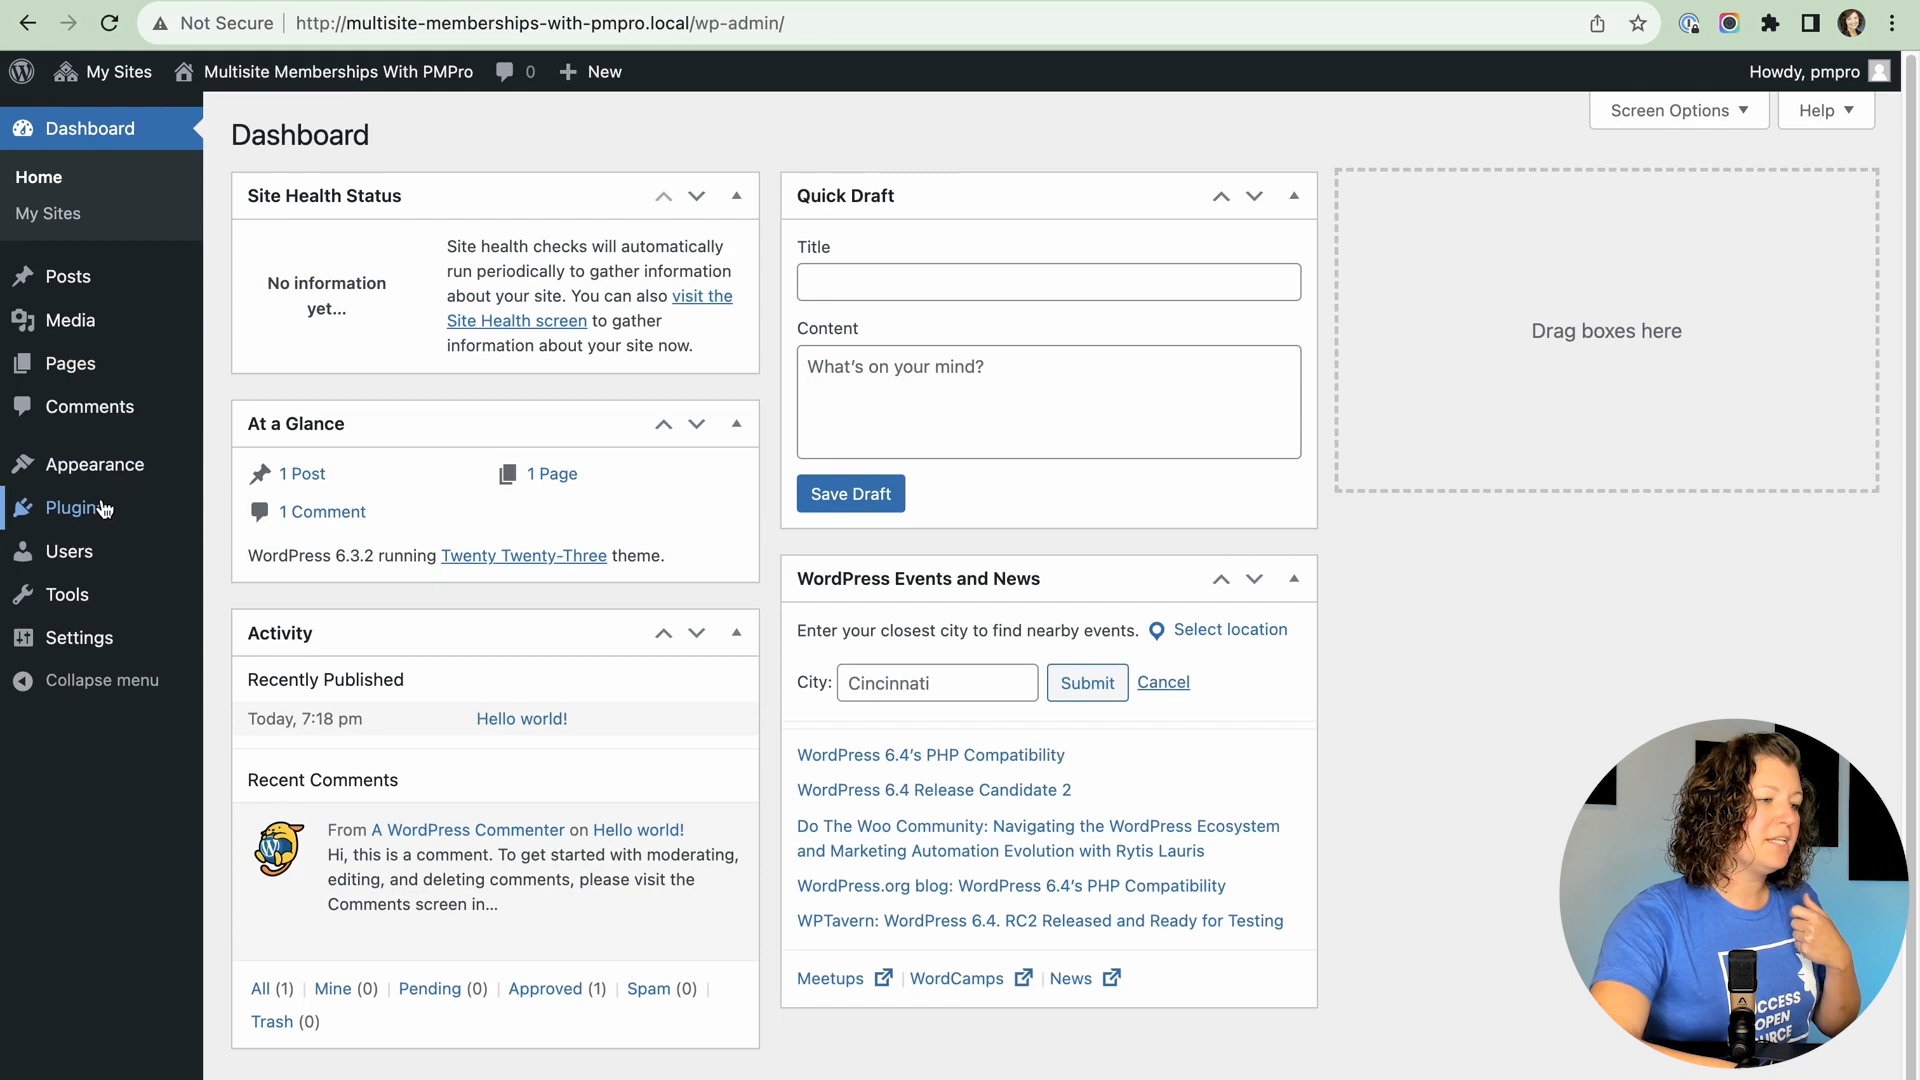 Not Secure
http://multisite-memberships-with-pmpro.local/wp-admin/
My Sites
Multisite Memberships With PMPro
0
New
Howdy, pmpro
Dashboard
Home
My Sites
Posts
Media
Pages
Comments
Appearance
Plugin
Users
Tools
Settings
Collapse menu
Dashboard
Screen Options
Help
Site Health Status
No information
yet...
Site health checks will automatically
run periodically to gather information
about your site. You can also visit the
Site Health screen to gather
information about your site now.
At a Glance
1 Post
1 Page
1 Comment
WordPress 6.3.2 running Twenty Twenty-Three theme.
Activity
Recently Published
Today, 7:18 pm
Hello world!
Recent Comments
From A WordPress Commenter on Hello world!
Hi, this is a comment. To get started with moderating,
editing, and deleting comments, please visit the
Comments screen in...
All (1) | Mine (0) | Pending (0) | Approved (1) | Spam (0) |
Trash (0)
Quick Draft
Title
Content
What's on your mind?
Save Draft
WordPress Events and News
Enter your closest city to find nearby events.
Select location
City:
Cincinnati
Submit
Cancel
WordPress 6.4's PHP Compatibility
WordPress 6.4 Release Candidate 2
Do The Woo Community: Navigating the WordPress Ecosystem
and Marketing Automation Evolution with Rytis Lauris
WordPress.org blog: WordPress 6.4's PHP Compatibility
WPTavern: WordPress 6.4. RC2 Released and Ready for Testing
Meetups | WordCamps | News
Drag boxes here
CCESS
OPEN
URCE